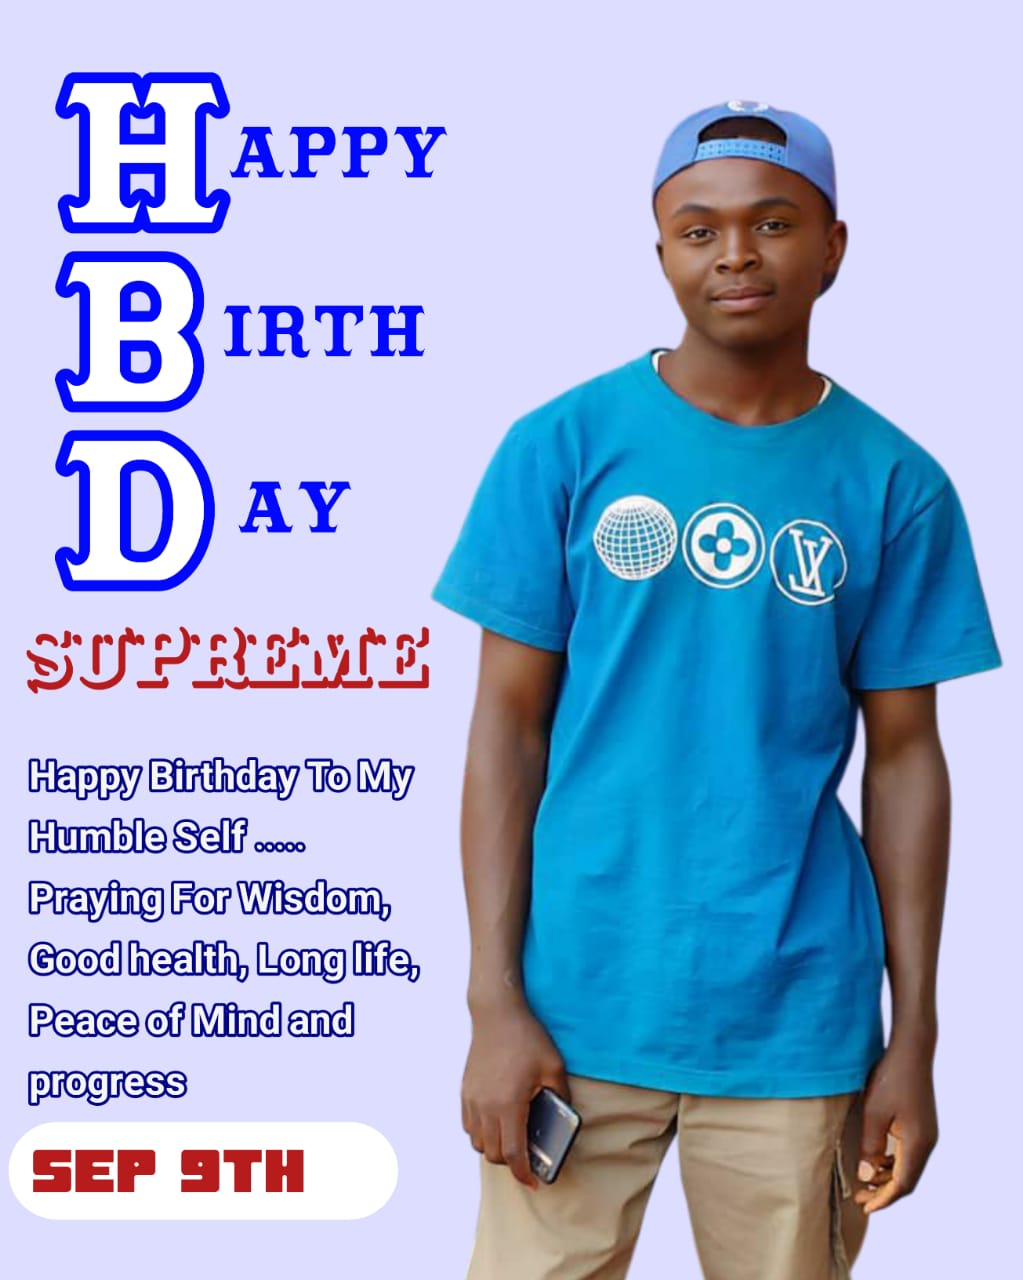 HAPPY
BIRTH
DAY
SUPREME
Happy Birthday To My
Humble Self .....
Praying For Wisdom,
Good health, Long life,
Peace of Mind and
progress
SEP 9TH